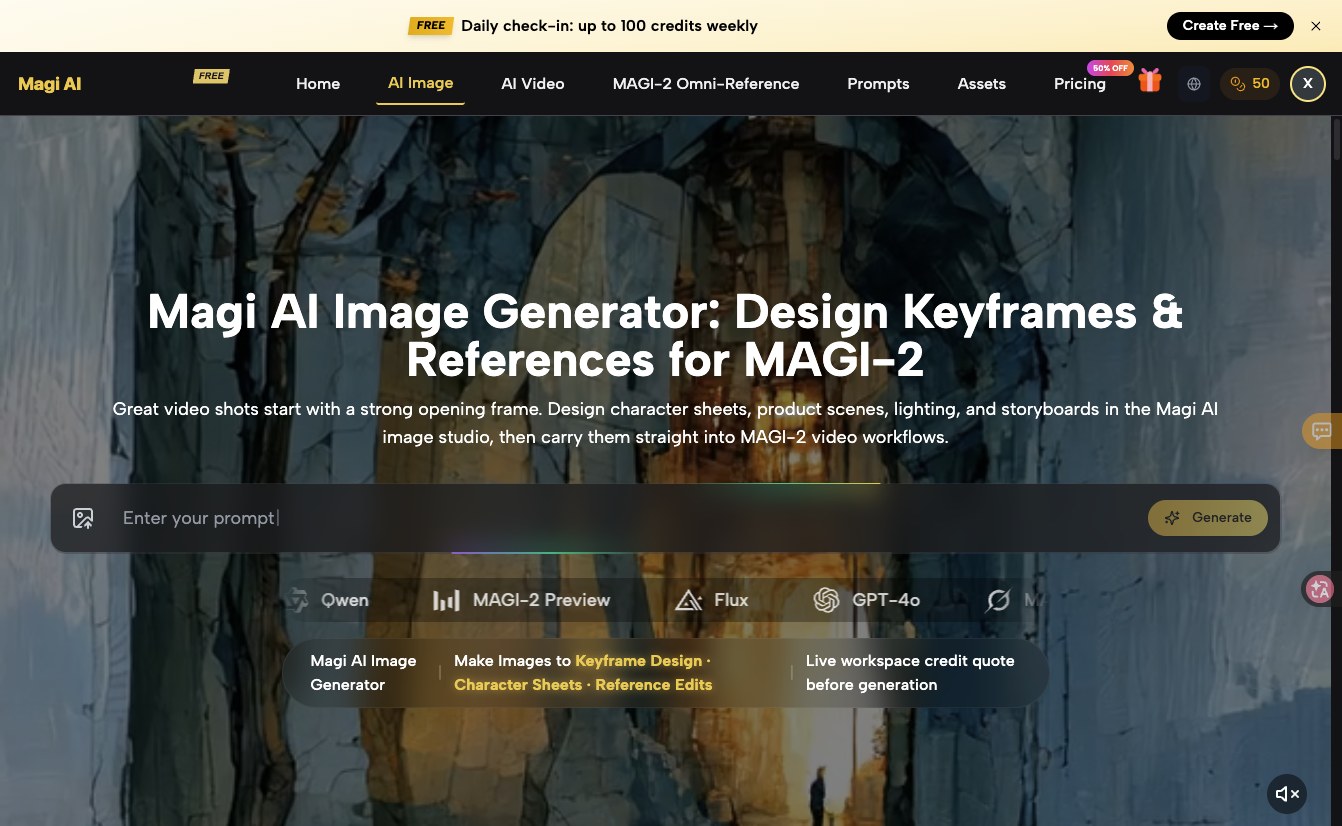 FREE Daily check-in: up to 100 credits weekly Create Free →
Magi AI FREE Home AI Image AI Video MAGI-2 Omni-Reference Prompts Assets Pricing 50% OFF 50 X
Magi AI Image Generator: Design Keyframes &
References for MAGI-2
Great video shots start with a strong opening frame. Design character sheets, product scenes, lighting, and storyboards in the Magi AI
image studio, then carry them straight into MAGI-2 video workflows.
Enter your prompt Generate
Qwen MAGI-2 Preview Flux GPT-4o
Magi AI Image
Generator
Make Images to Keyframe Design ·
Character Sheets · Reference Edits
Live workspace credit quote
before generation